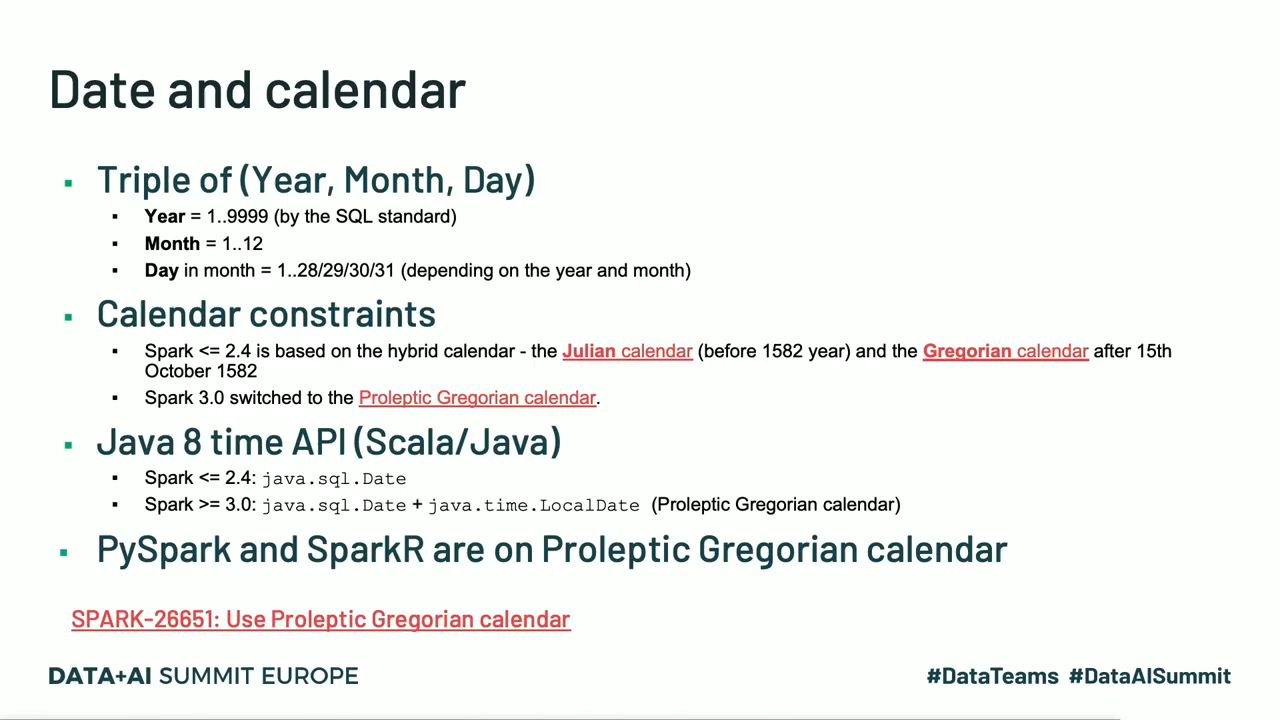 Date and calendar
▪ Triple of (Year, Month, Day)
▪ Year = 1..9999 (by the SQL standard)
▪ Month = 1..12
▪ Day in month = 1..28/29/30/31 (depending on the year and month)
▪ Calendar constraints
▪ Spark <= 2.4 is based on the hybrid calendar - the Julian calendar (before 1582 year) and the Gregorian calendar after 15th
October 1582
▪ Spark 3.0 switched to the Proleptic Gregorian calendar.
▪ Java 8 time API (Scala/Java)
▪ Spark <= 2.4: java.sql.Date
▪ Spark >= 3.0: java.sql.Date + java.time.LocalDate (Proleptic Gregorian calendar)
▪ PySpark and SparkR are on Proleptic Gregorian calendar
SPARK-26651: Use Proleptic Gregorian calendar
DATA+AI SUMMIT EUROPE
#DataTeams #DataAISummit